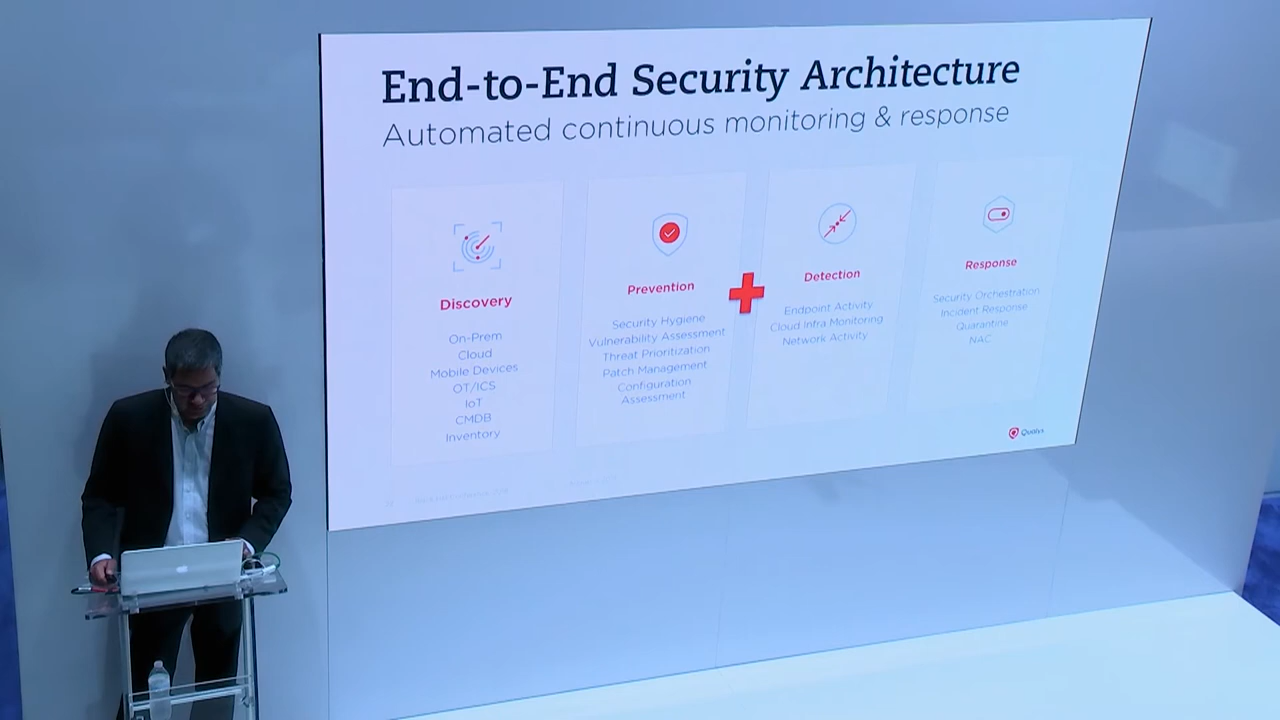 End-to-End Security Architecture
Automated continuous monitoring & response
Discovery
On-Prem
Cloud
Mobile Devices
OT/ICS
IoT
CMDB
Inventory
Prevention
Security Hygiene
Vulnerability Assessment
Threat Prioritization
Patch Management
Configuration
Assessment
Detection
Endpoint Activity
Cloud Infra Monitoring
Network Activity
Response
Security Orchestration
Incident Response
Quarantine
NAC
Qualys